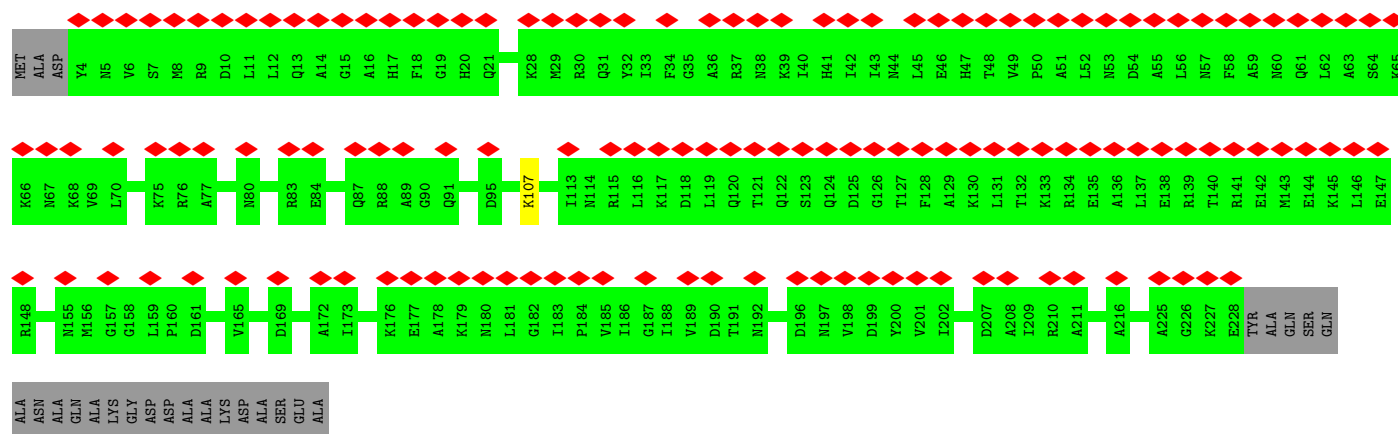 MET ALA ASP Y4 N5 V6 S7 M8 R9 D10 L11 L12 Q13 A14 G15 A16 H17 F18 G19 H20 Q21 K28 M29 R30 Q31 Y32 I33 F34 G35 A36 R37 N38 K39 I40 H41 I42 I43 N44 L45 E46 H47 T48 V49 P50 A51 L52 N53 D54 A55 L56 N57 F58 A59 N60 Q61 L62 A63 S64 K65
K66 N67 K68 V69 L70 K75 R76 A77 N80 R83 E84 Q87 R88 A89 G90 Q91 D95 K107 I113 N114 R115 L116 K117 D118 L119 Q120 T121 Q122 S123 Q124 D125 G126 T127 F128 A129 K130 L131 T132 K133 R134 E135 A136 L137 E138 R139 T140 R141 E142 M143 E144 K145 L146 E147
R148 N155 M156 G157 G158 L159 P160 D161 V165 D169 A172 I173 K176 E177 A178 K179 N180 L181 G182 I183 P184 V185 I186 G187 I188 V189 D190 T191 N192 D196 N197 V198 D199 Y200 V201 I202 D207 A208 I209 R210 A211 A216 A225 G226 K227 E228 TYR ALA GLN SER GLN
ALA ASN ALA GLN ALA LYS GLY ASP ASP ALA ALA LYS ASP ALA SER GLU ALA